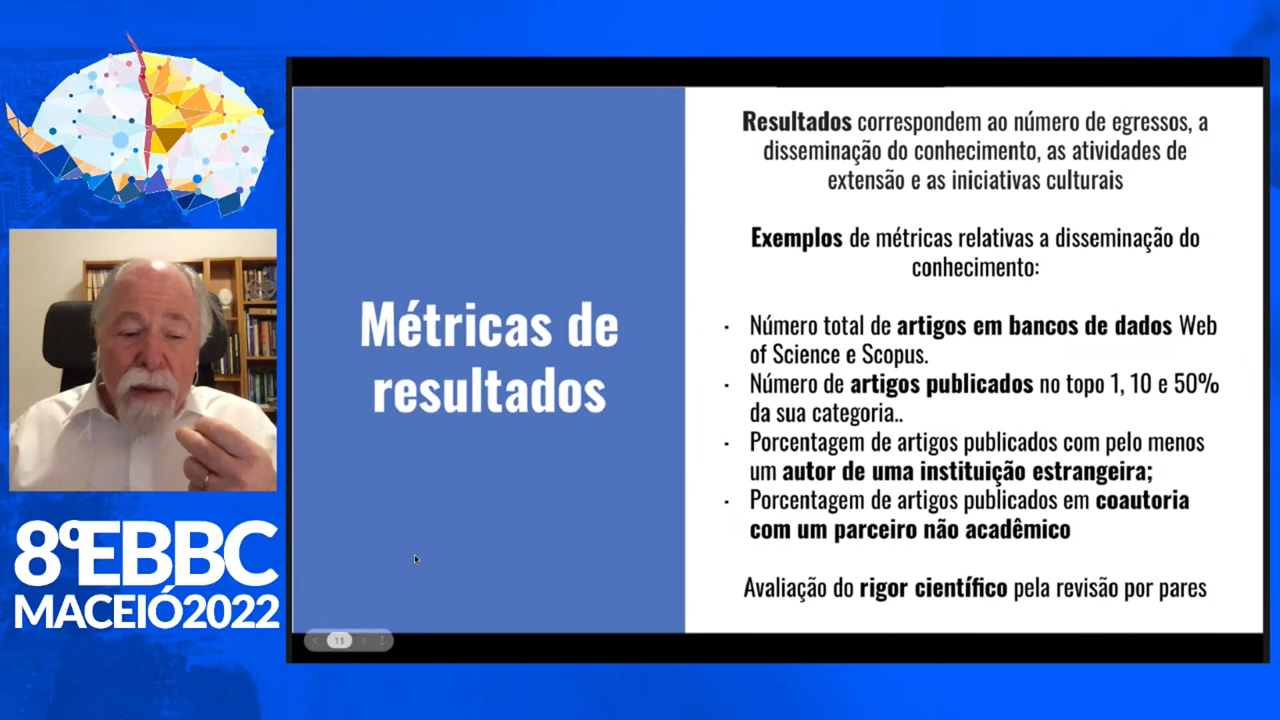 8ºEBBC
MACEIÓ2022
Métricas de
resultados
Resultados correspondem ao número de egressos, a
disseminação do conhecimento, as atividades de
extensão e as iniciativas culturais
Exemplos de métricas relativas a disseminação do
conhecimento:
· Número total de artigos em bancos de dados Web
of Science e Scopus.
· Número de artigos publicados no topo 1, 10 e 50%
da sua categoria..
· Porcentagem de artigos publicados com pelo menos
um autor de uma instituição estrangeira;
· Porcentagem de artigos publicados em coautoria
com um parceiro não acadêmico
Avaliação do rigor científico pela revisão por pares
11